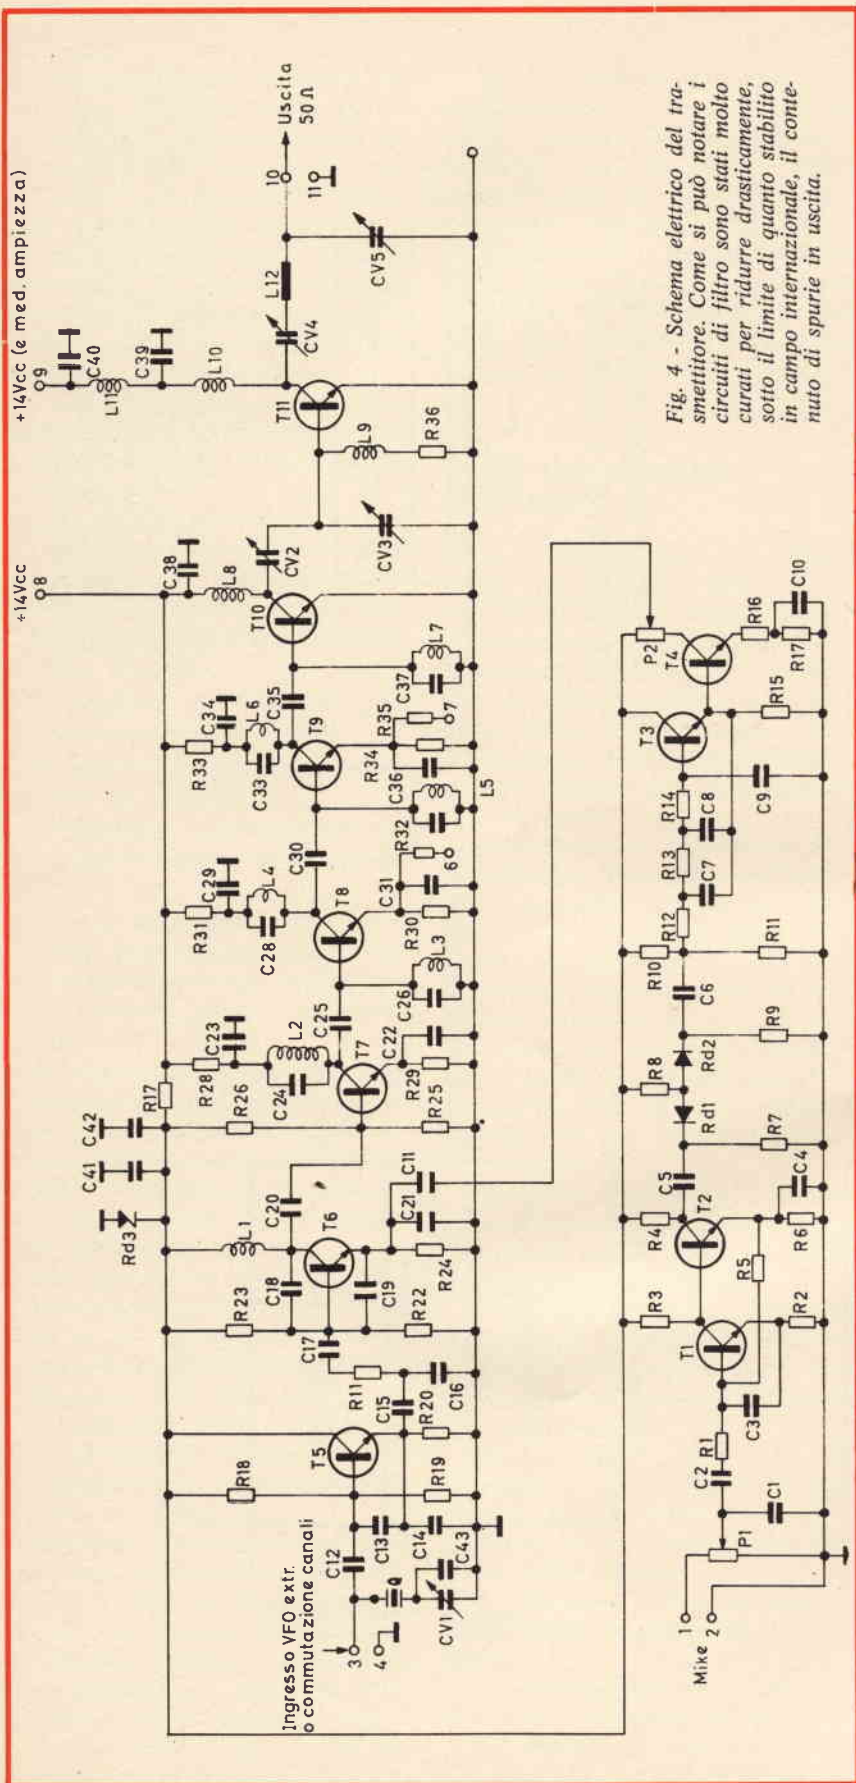 +14Vcc
8
+14Vcc (e med. ampiezza)
9
C42
C41
Rd3
R17
C38
L8
C40
L11
C39
L10
R33
C34
L6
C33
R31
C29
L4
C28
R28
C23
L2
C24
R26
L1
R23
R18
C18
C20
C17
T5
T6
T7
C25
T8
C30
T9
C35
T10
CV2
T11
CV4
L12
10
Uscita
50Ω
11
CV5
CV3
L9
R36
L7
C37
R35
7
R34
C36
L5
R32
6
C31
R30
L3
C26
C22
R29
R25
C11
C21
R24
C19
R22
R11
C15
C16
R20
R19
C12
C13
C14
C43
Q
CV1
Ingresso VFO extr.
o commutazione canali
3
4
Mike
1
2
P1
C1
C2
R1
C3
T1
R3
R2
R5
R4
T2
R6
C4
C5
R7
Rd1
R8
Rd2
R9
C6
R10
R11
R12
R13
R14
C7
C8
C9
T3
R15
T4
P2
R16
R17
C10
Fig. 4 - Schema elettrico del tra-
smettitore. Come si può notare i
circuiti di filtro sono stati molto
curati per ridurre drasticamente,
sotto il limite di quanto stabilito
in campo internazionale, il conte-
nuto di spurie in uscita.